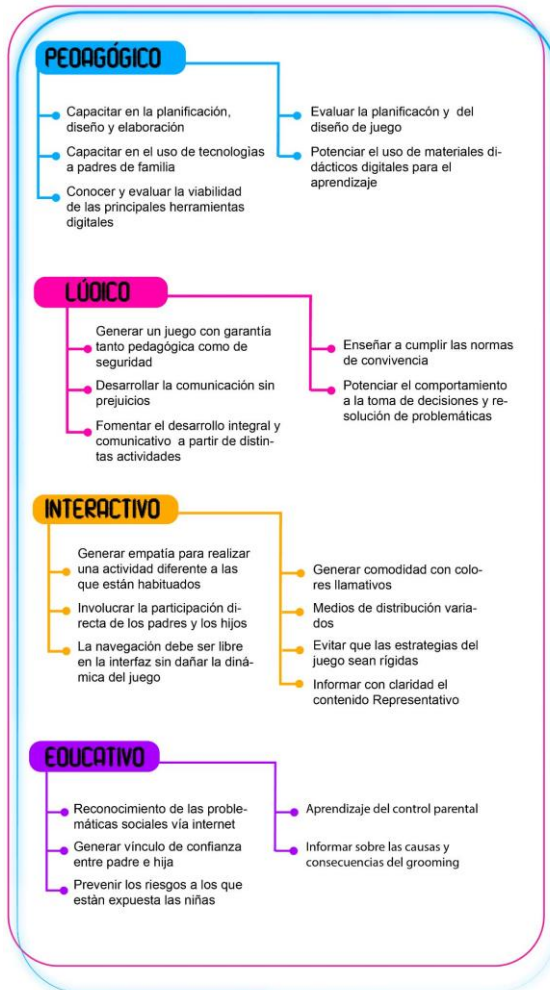 PEDAGÓGICO
Capacitar en la planificación,
diseño y elaboración
Capacitar en el uso de tecnologìas
a padres de familia
Conocer y evaluar la viabilidad
de las principales herramientas
digitales
Evaluar la planificacón y  del
diseño de juego
Potenciar el uso de materiales di-
dácticos digitales para el
aprendizaje
LÚDICO
Generar un juego con garantía
tanto pedagógica como de
seguridad
Desarrollar la comunicación sin
prejuicios
Fomentar el desarrollo integral y
comunicativo  a partir de distin-
tas actividades
Enseñar a cumplir las normas
de convivencia
Potenciar el comportamiento
a la toma de decisiones y re-
solución de problemáticas
INTERACTIVO
Generar empatía para realizar
una actividad diferente a las
que están habituados
Involucrar la participación di-
recta de los padres y los hijos
La navegación debe ser libre
en la interfaz sin dañar la diná-
mica del juego
Generar comodidad con colo-
res llamativos
Medios de distribución varia-
dos
Evitar que las estrategias del
juego sean rígidas
Informar con claridad el
contenido Representativo
EDUCATIVO
Reconocimiento de las proble-
máticas sociales vía internet
Generar vínculo de confianza
entre padre e hija
Prevenir los riesgos a los que
estàn expuesta las niñas
Aprendizaje del control parental
Informar sobre las causas y
consecuencias del grooming